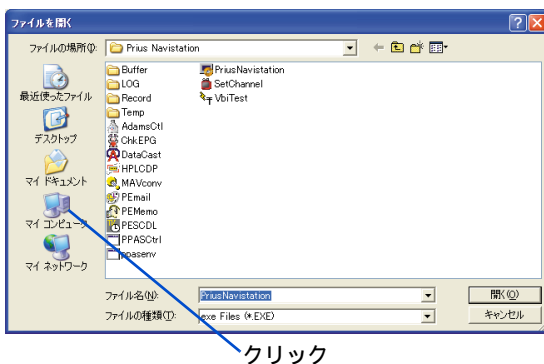 ファイルを開く
ファイルの場所(I):
Prius Navistation
最近使ったファイル
デスクトップ
マイ ドキュメント
マイ コンピュータ
マイ ネットワーク
Buffer
LOG
Record
Temp
AdamsCtl
ChkEPG
DataCast
HPLCDP
MAVconv
PEmail
PEMemo
PESCDL
PPASCtrl
ppasenv
PriusNavistation
SetChannel
VbiTest
ファイル名(N):
PriusNavistation
開く(O)
ファイルの種類(T):
exe Files (*.EXE)
キャンセル
クリック